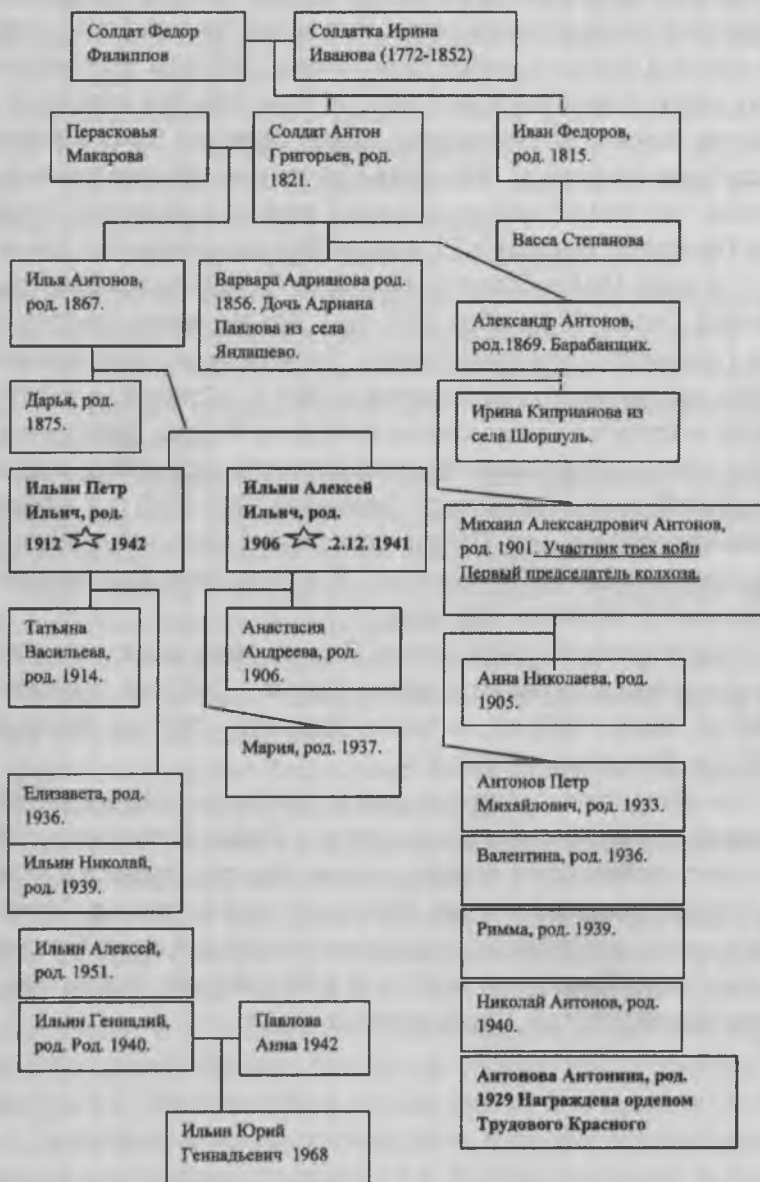 Солдат Федор
Филиппов
Солдатка Ирина
Иванова (1772-1852)
Перасковья
Макарова
Солдат Антон
Григорьев, род.
1821.
Иван Федоров,
род. 1815.
Васса Степанова
Илья Антонов,
род. 1867.
Варвара Адрианова род.
1856. Дочь Адриана
Павлова из села
Яндашево.
Александр Антонов,
род.1869. Барабанщик.
Дарья, род.
1875.
Ирина Киприанова из
села Шоршуль.
Ильин Петр
Ильич, род.
1912 1942
Ильин Алексей
Ильич, род.
1906 .2.12. 1941
Михаил Александрович Антонов,
род. 1901. Участник трех войн
Первый председатель колхоза.
Татьяна
Васильева,
род. 1914.
Анастасия
Андреева, род.
1906.
Анна Николаева, род.
1905.
Мария, род. 1937.
Елизавета, род.
1936.
Антонов Петр
Михайлович, род. 1933.
Ильин Николай,
род. 1939.
Валентина, род. 1936.
Ильин Алексей,
род. 1951.
Римма, род. 1939.
Ильин Геннадий,
род. Род. 1940.
Павлова
Анна 1942
Николай Антонов, род.
1940.
Антонова Антонина, род.
1929 Награждена орденом
Трудового Красного
Ильин Юрий
Геннадьевич 1968